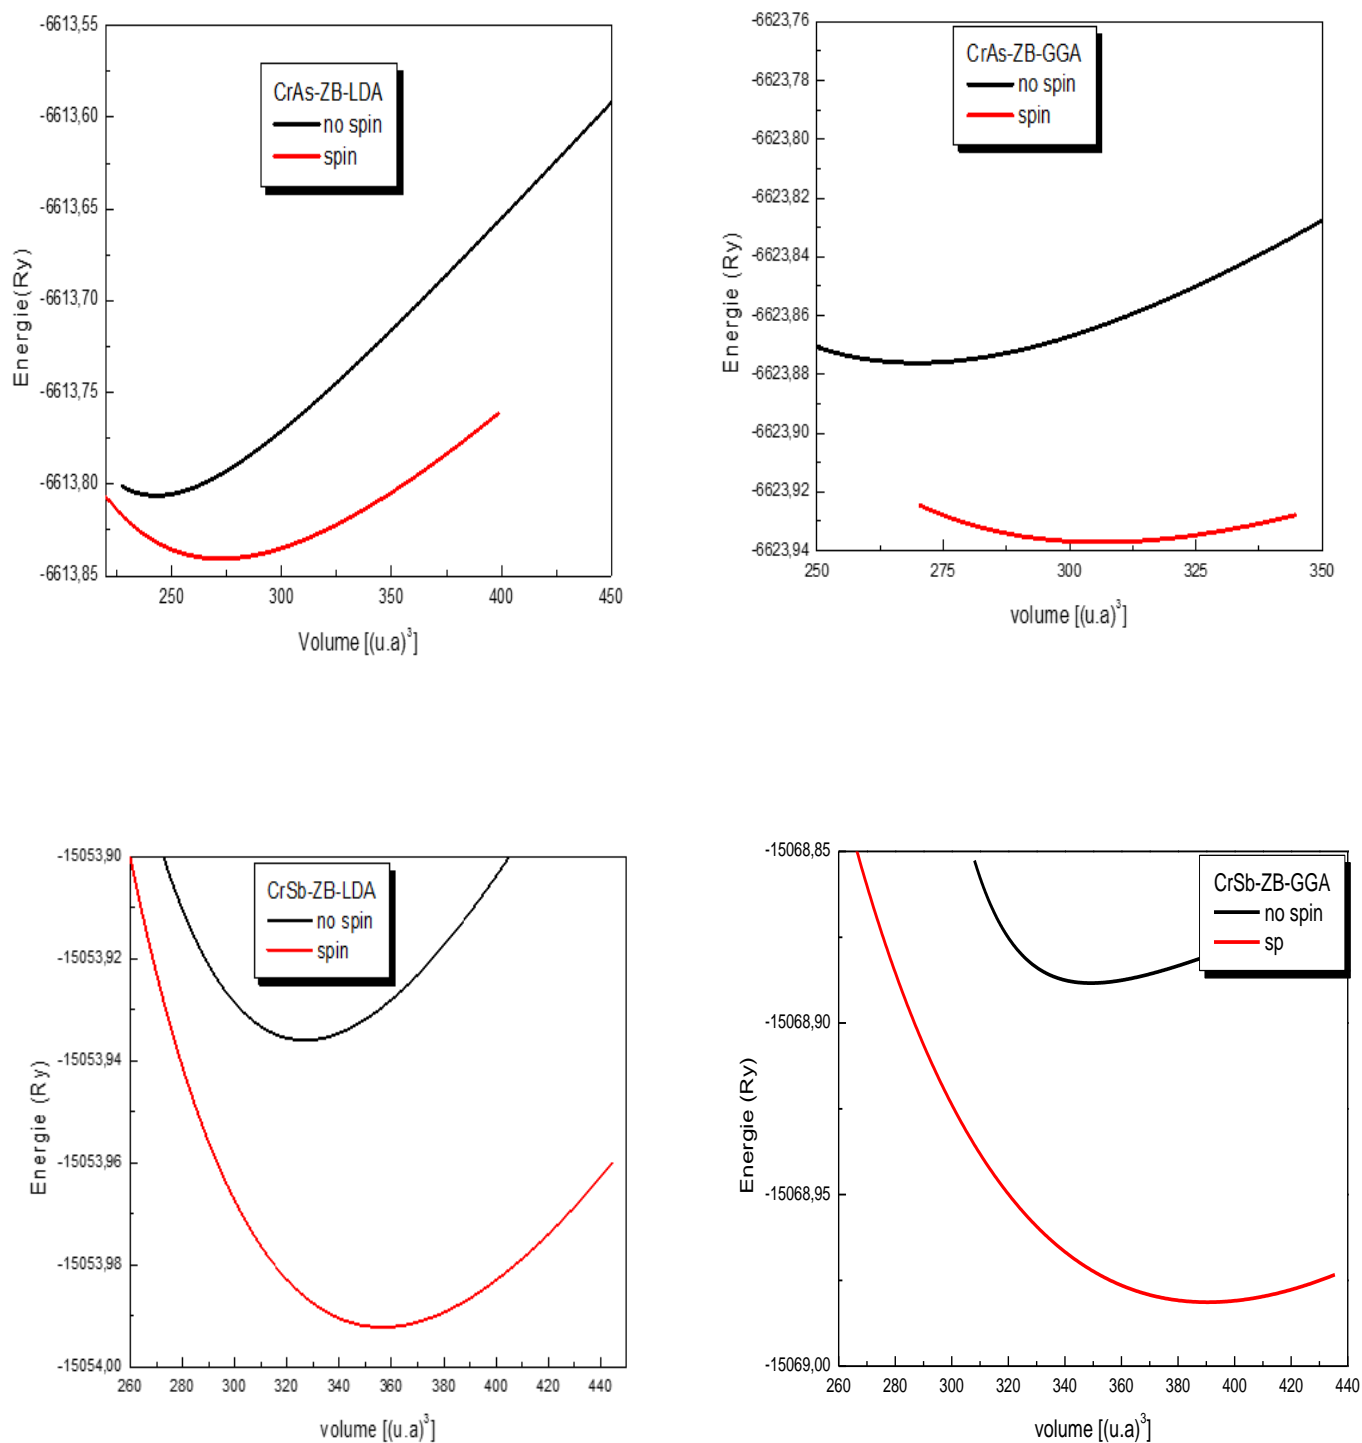 CrAs-ZB-LDA
no spin
spin
-6613,55
-6613,60
-6613,65
-6613,70
-6613,75
-6613,80
-6613,85
Energie(Ry)
250 300 350 400 450
Volume [(u.a)³]
CrAs-ZB-GGA
no spin
spin
-6623,76
-6623,78
-6623,80
-6623,82
-6623,84
-6623,86
-6623,88
-6623,90
-6623,92
-6623,94
Energie (Ry)
250 275 300 325 350
volume [(u.a)³]
CrSb-ZB-LDA
no spin
spin
-15053,90
-15053,92
-15053,94
-15053,96
-15053,98
-15054,00
Energie (Ry)
260 280 300 320 340 360 380 400 420 440
volume [(u.a)³]
CrSb-ZB-GGA
no spin
sp
-15068,85
-15068,90
-15068,95
-15069,00
Energie (Ry)
260 280 300 320 340 360 380 400 420 440
volume [(u.a)³]